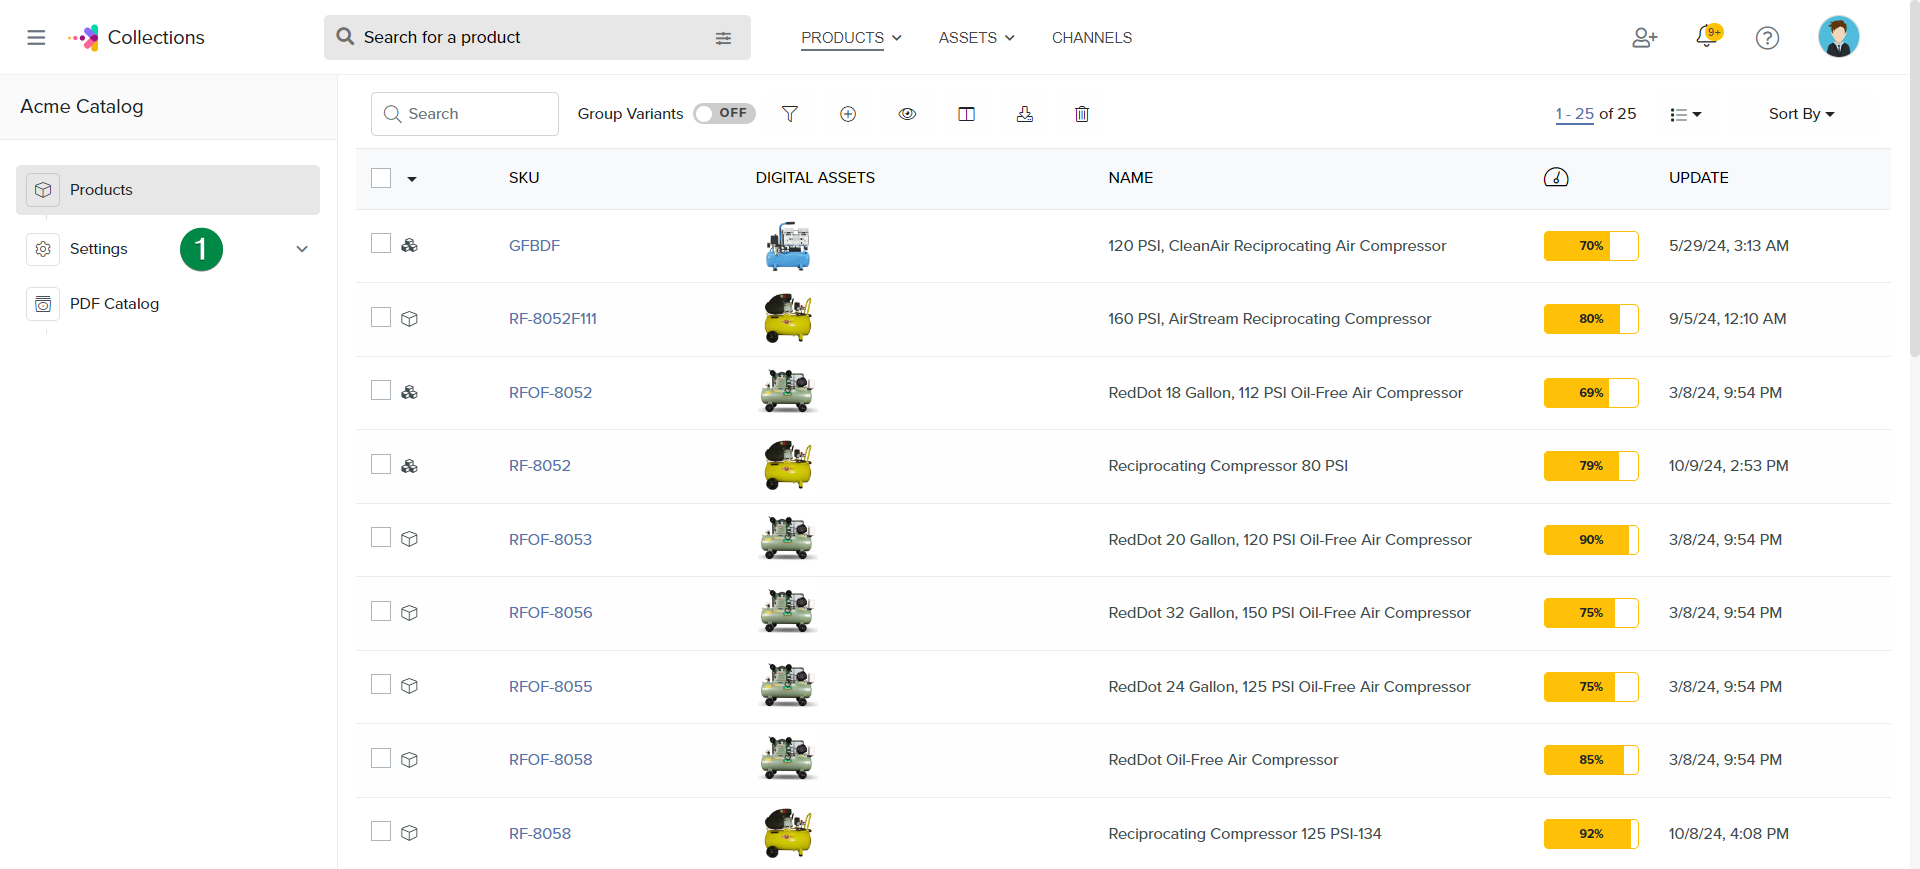 Collections
Search for a product
PRODUCTS
ASSETS
CHANNELS
9+
?
Acme Catalog
Products
Settings
1
PDF Catalog
Search
Group Variants
OFF
1 - 25 of 25
Sort By
SKU DIGITAL ASSETS NAME UPDATE
GFBDF 120 PSI, CleanAir Reciprocating Air Compressor 70% 5/29/24, 3:13 AM
RF-8052F111 160 PSI, AirStream Reciprocating Compressor 80% 9/5/24, 12:10 AM
RFOF-8052 RedDot 18 Gallon, 112 PSI Oil-Free Air Compressor 69% 3/8/24, 9:54 PM
RF-8052 Reciprocating Compressor 80 PSI 79% 10/9/24, 2:53 PM
RFOF-8053 RedDot 20 Gallon, 120 PSI Oil-Free Air Compressor 90% 3/8/24, 9:54 PM
RFOF-8056 RedDot 32 Gallon, 150 PSI Oil-Free Air Compressor 75% 3/8/24, 9:54 PM
RFOF-8055 RedDot 24 Gallon, 125 PSI Oil-Free Air Compressor 75% 3/8/24, 9:54 PM
RFOF-8058 RedDot Oil-Free Air Compressor 85% 3/8/24, 9:54 PM
RF-8058 Reciprocating Compressor 125 PSI-134 92% 10/8/24, 4:08 PM